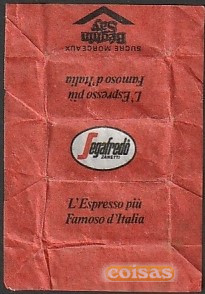 SUCRE MORCEAUX
Béghin
Say
L'Espresso più
Famoso d'Italia
Segafredo
ZANETTI
L'Espresso più
Famoso d'Italia
coisas